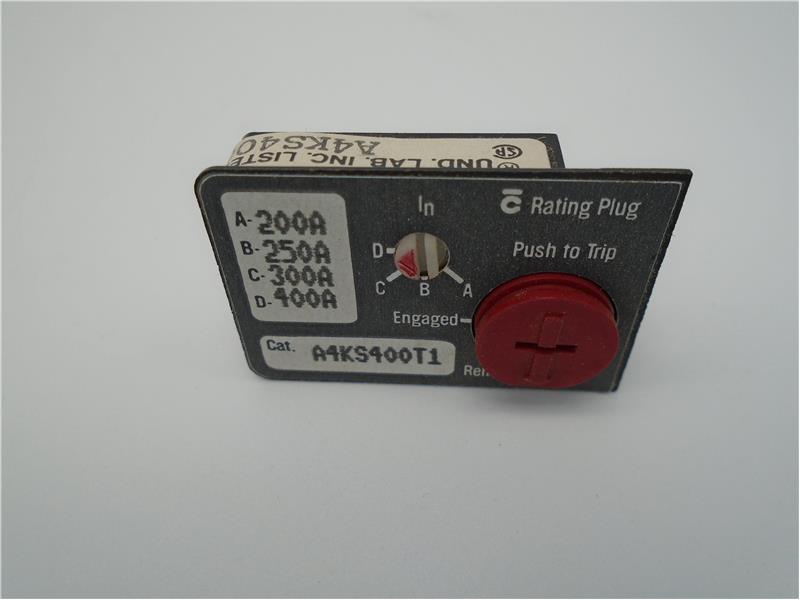 UND. LAB. INC. LISTE
A4KS40
In
C Rating Plug
A-200A
B-250A
C-300A
D-400A
Push to Trip
D
C
B
A
Engaged
Cat. A4KS400T1